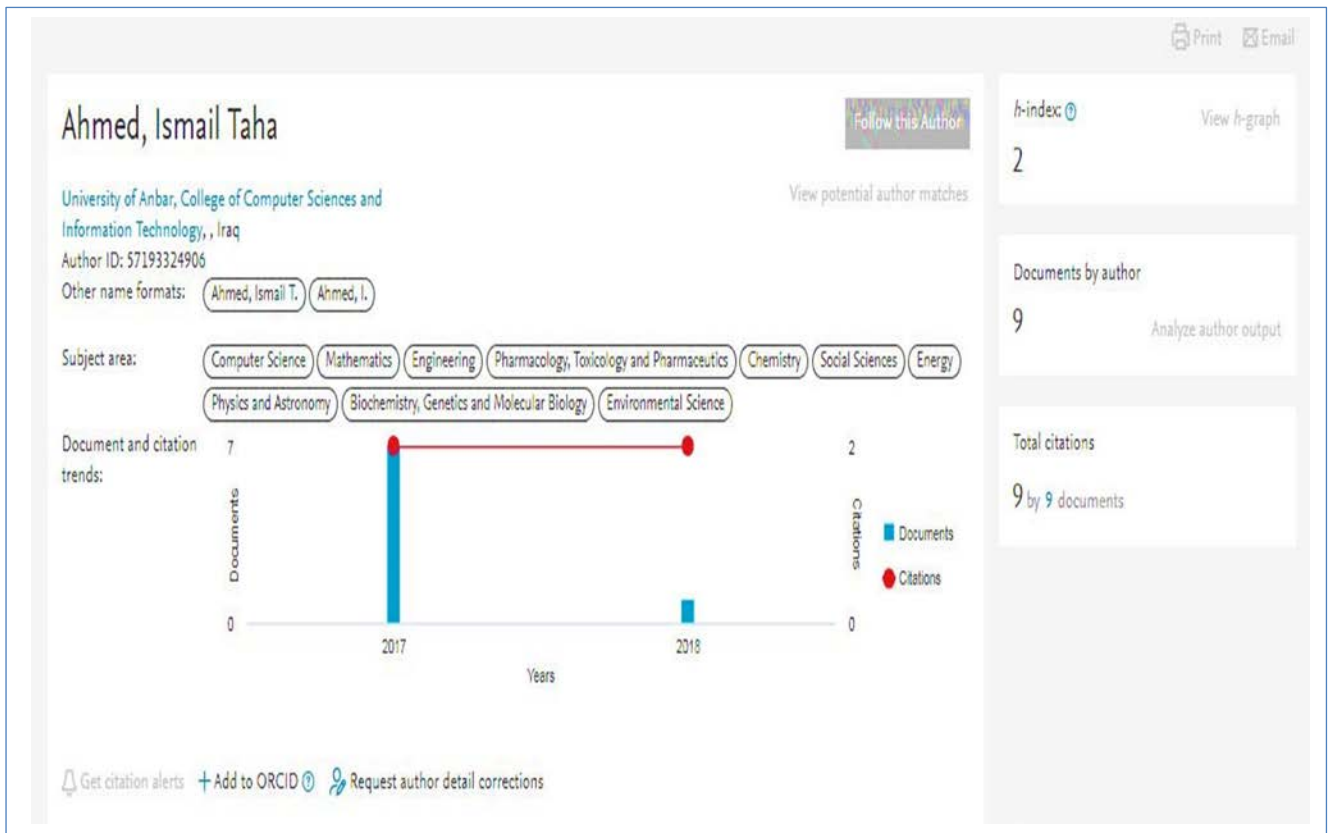 Print Email
Ahmed, Ismail Taha
Follow this Author
View potential author matches
University of Anbar, College of Computer Sciences and
Information Technology, , Iraq
Author ID: 57193324906
Other name formats: Ahmed, Ismail T. Ahmed, I.
Subject area: Computer Science Mathematics Engineering Pharmacology, Toxicology and Pharmaceutics Chemistry Social Sciences Energy
Physics and Astronomy Biochemistry, Genetics and Molecular Biology Environmental Science
Document and citation
trends:
7
Documents
0
2017 2018
Years
2
Citations
0
Documents
Citations
Get citation alerts + Add to ORCID Request author detail corrections
h-index: View h-graph
2
Documents by author
9 Analyze author output
Total citations
9 by 9 documents